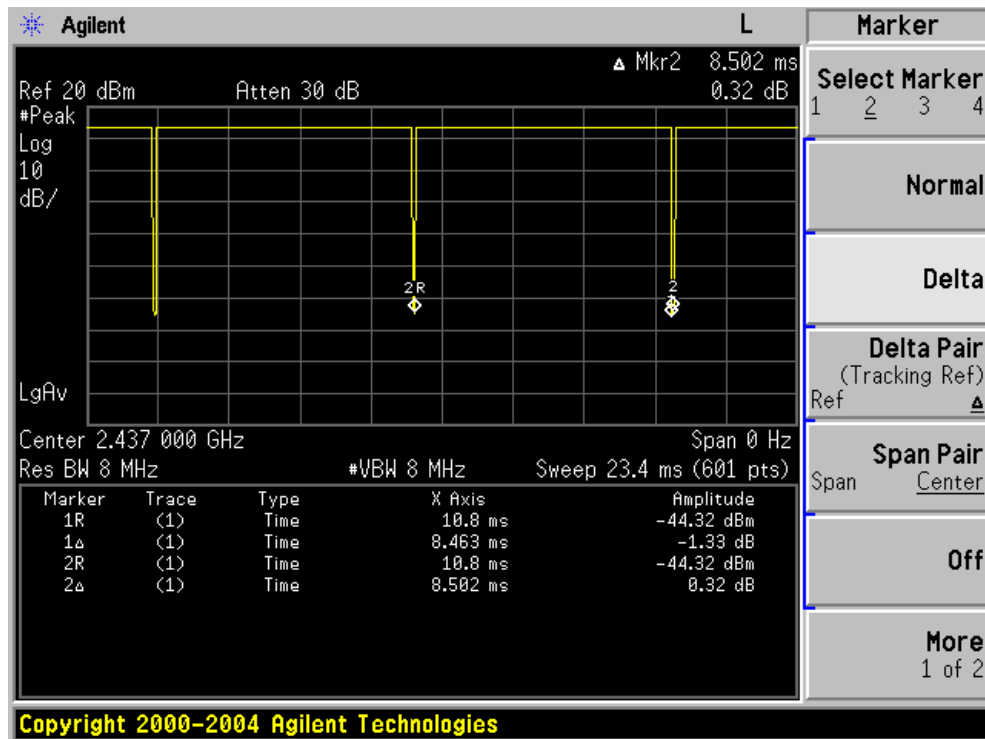 Agilent L
Δ Mkr2 8.502 ms
Ref 20 dBm Atten 30 dB 0.32 dB
#Peak
Log
10
dB/
2R 2
LgAv
Center 2.437 000 GHz Span 0 Hz
Res BW 8 MHz #VBW 8 MHz Sweep 23.4 ms (601 pts)
Marker Trace Type X Axis Amplitude
1R (1) Time 10.8 ms -44.32 dBm
1Δ (1) Time 8.463 ms -1.33 dB
2R (1) Time 10.8 ms -44.32 dBm
2Δ (1) Time 8.502 ms 0.32 dB
Copyright 2000-2004 Agilent Technologies
Marker
Select Marker
1 2 3 4
Normal
Delta
Delta Pair
(Tracking Ref)
Ref Δ
Span Pair
Span Center
Off
More
1 of 2